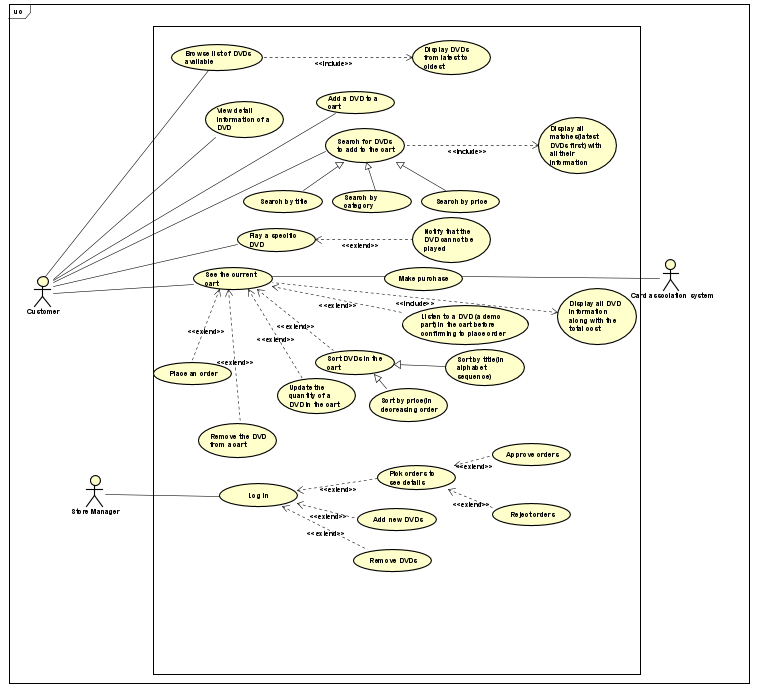 uc
Browse list of DVDs
available
<<include>>
Display DVDs
from latest to
oldest
View detail
information of a
DVD
Add a DVD to a
cart
Search for DVDs
to add to the cart
<<include>>
Display all
matches(latest
DVDs first) with
all their
information
Search by title
Search by
category
Search by price
Play a specific
DVD
<<extend>>
Notify that the
DVD cannot be
played
See the current
cart
Make purchase
Card association system
Customer
<<extend>>
<<include>>
Display all DVD
information
along with the
total cost
Listen to a DVD (a demo
part) in the cart before
confirming to place order
<<extend>>
<<extend>>
<<extend>>
<<extend>>
Place an order
Sort DVDs in the
cart
Sort by title(in
alphabet
sequence)
Update the
quantity of a
DVD in the cart
Sort by price(in
decreasing order
Remove the DVD
from a cart
Store Manager
Log in
<<extend>>
Pick orders to
see details
<<extend>>
Approve orders
<<extend>>
Reject orders
<<extend>>
Add new DVDs
<<extend>>
Remove DVDs